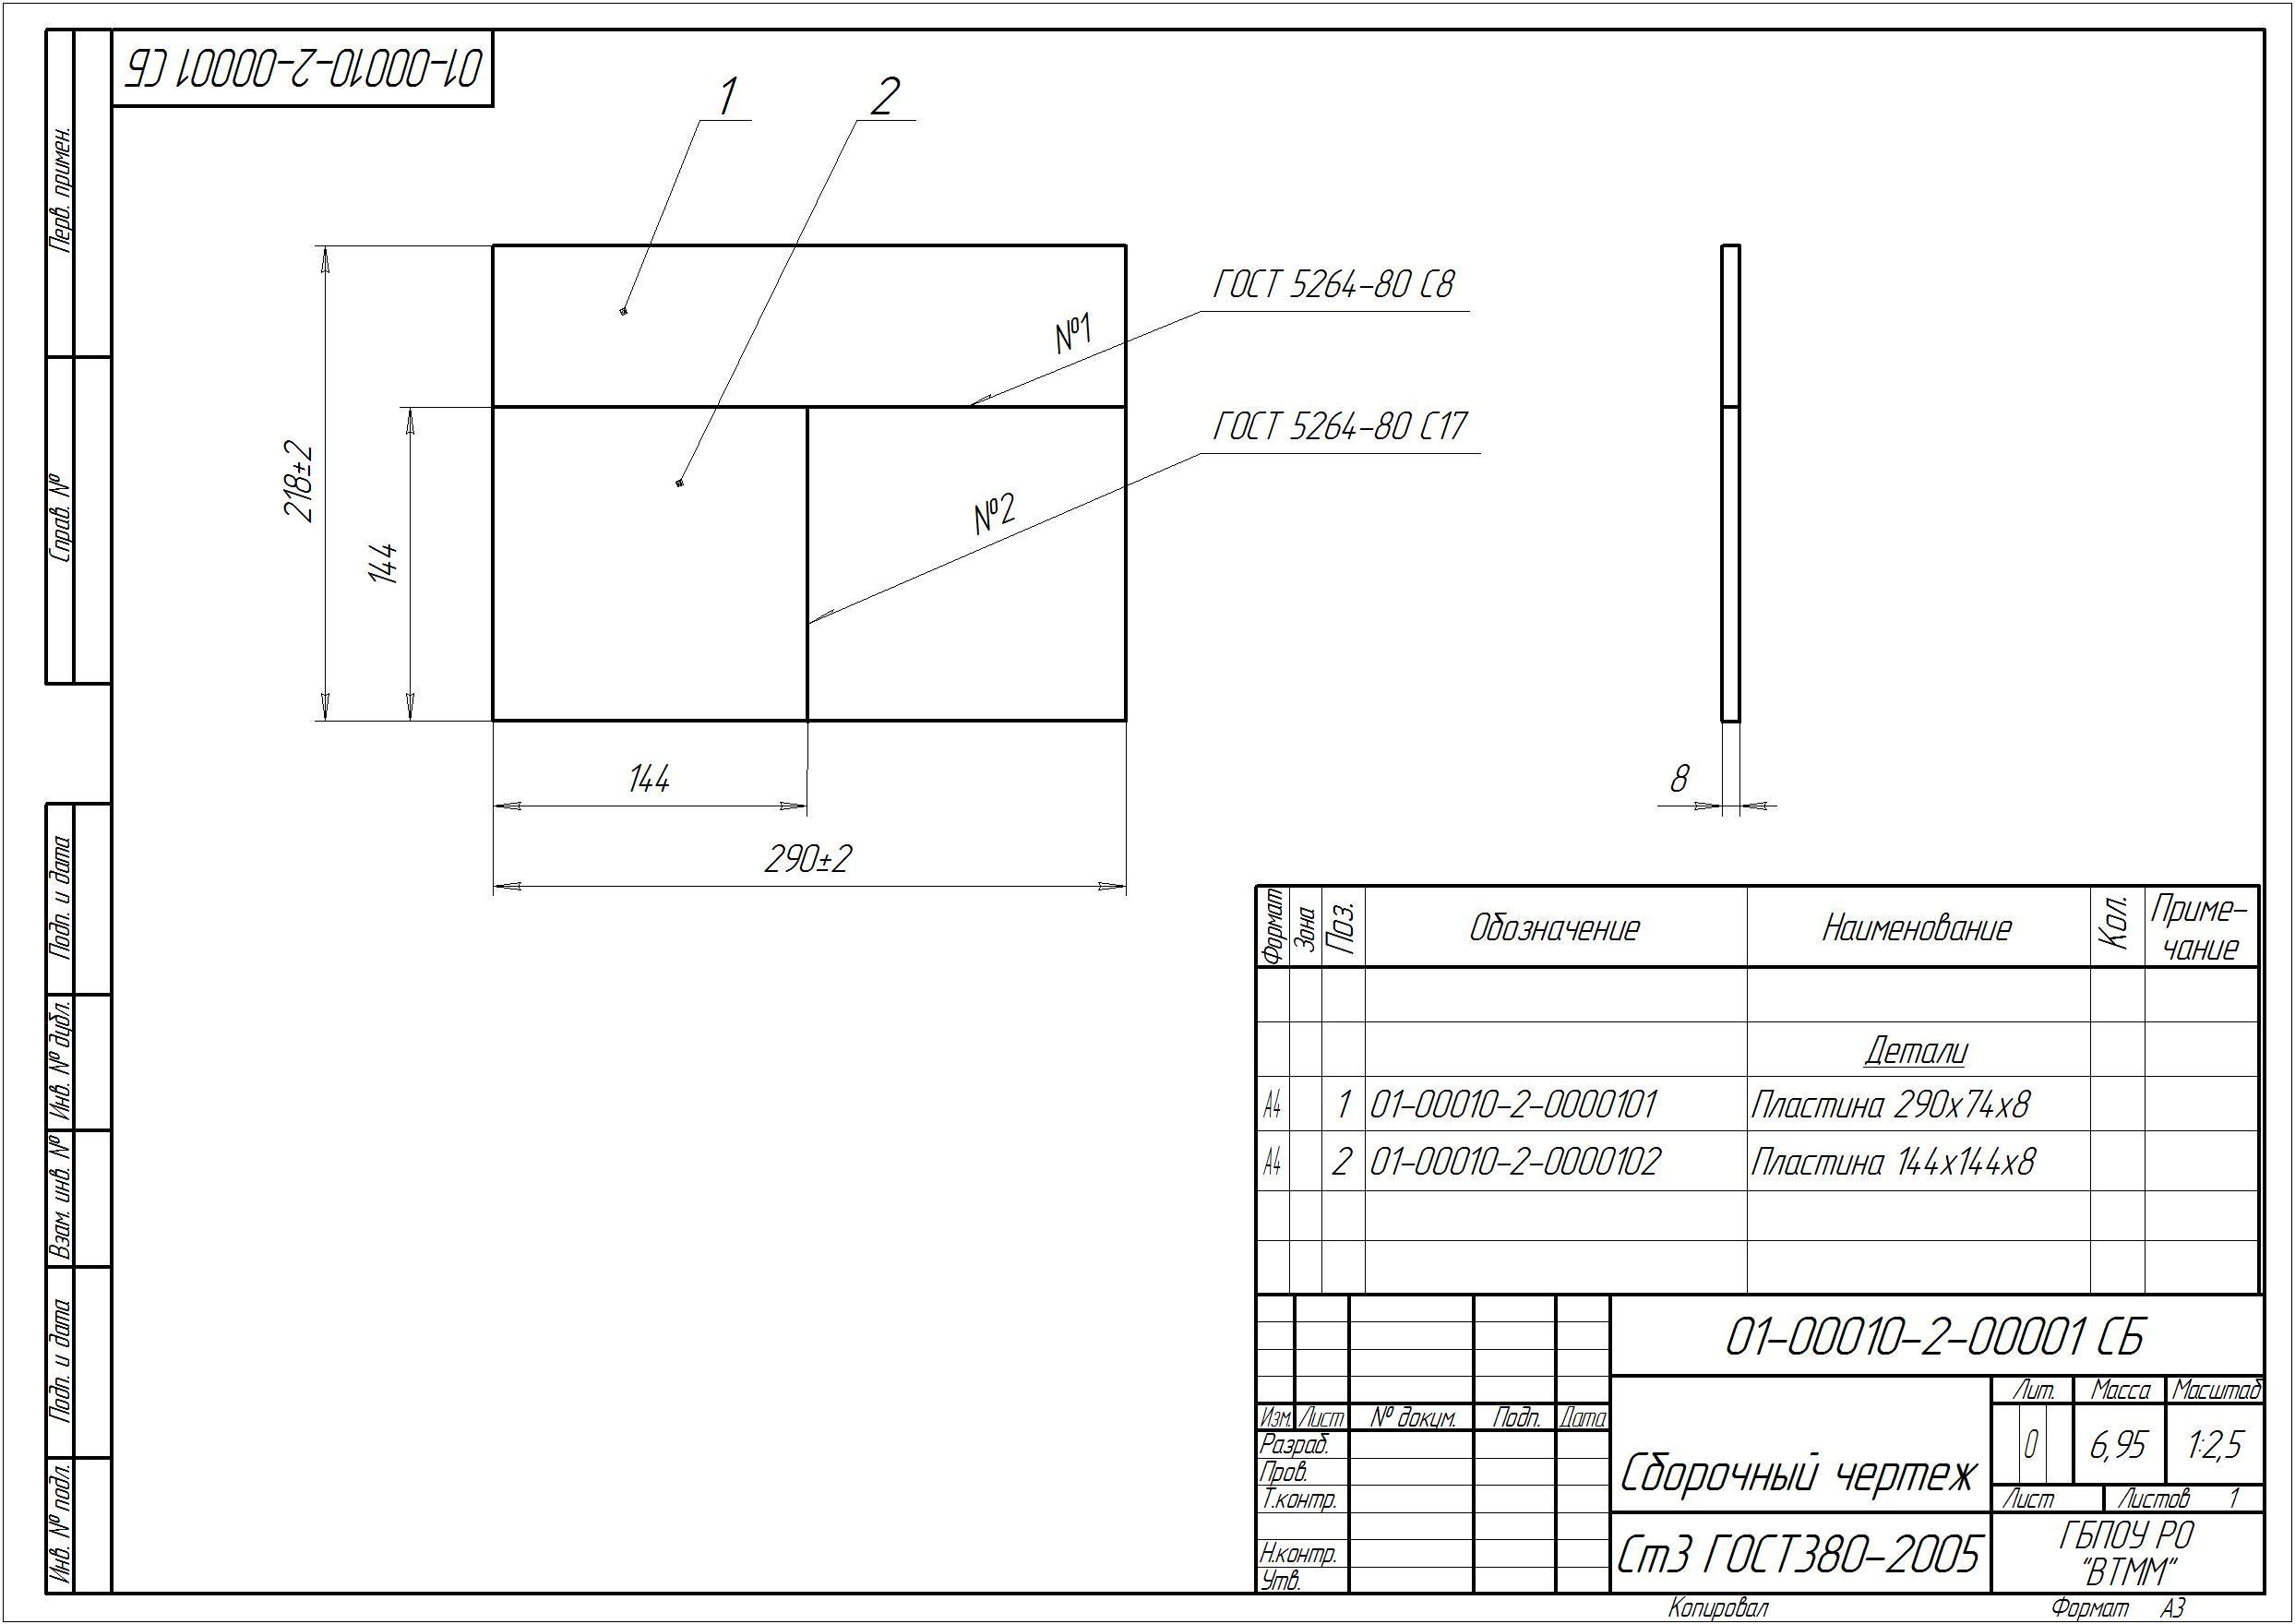 01-00010-2-00001 СБ
Перв. примен.
Справ. №
Подп. и дата
Инв. № дубл.
Взам. инв. №
Подп. и дата
Инв. № подл.
1
2
ГОСТ 5264-80 С8
№1
ГОСТ 5264-80 С17
№2
218±2
144
144
290±2
8
Формат Зона Поз. Обозначение Наименование Кол. Приме-
чание
Детали
А4 1 01-00010-2-0000101 Пластина 290х74х8
А4 2 01-00010-2-0000102 Пластина 144х144х8
01-00010-2-00001 СБ
Лит. Масса Масштаб
Изм. Лист № докум. Подп. Дата
Разраб.
Пров.
Т.контр.
Н.контр.
Утв.
Сборочный чертеж
0 6,95 1:2,5
Лист Листов 1
Ст3 ГОСТ380-2005
ГБПОУ РО
"ВТММ"
Копировал Формат А3